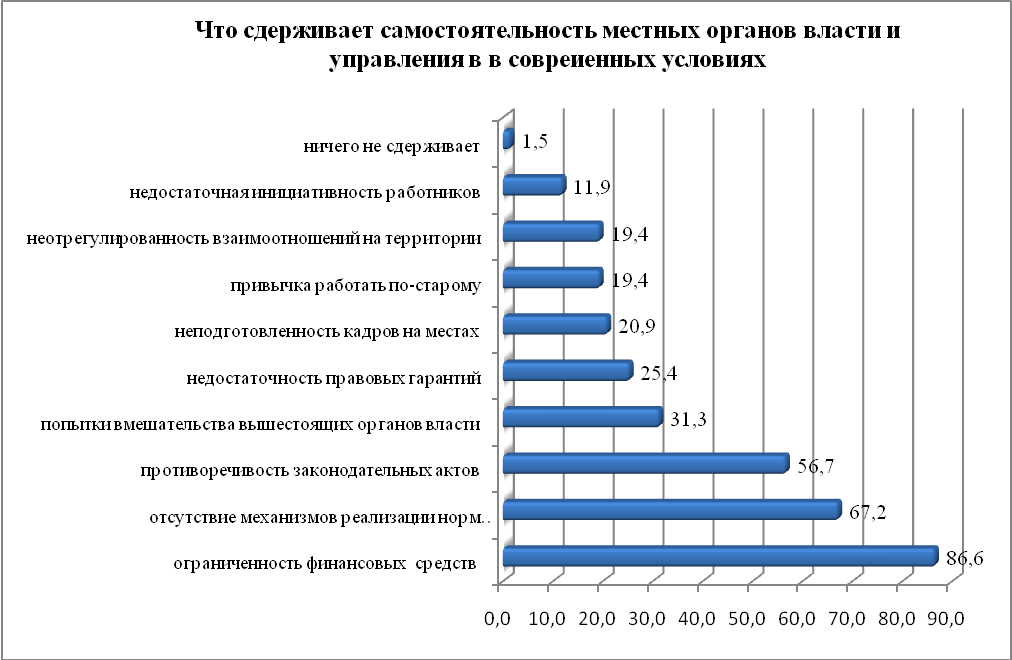 Что сдерживает самостоятельность местных органов власти и
управления в в совреиенных условиях
ничего не сдерживает 1,5
недостаточная инициативность работников 11,9
неотрегулированность взаимоотношений на территории 19,4
привычка работать по-старому 19,4
неподготовленность кадров на местах 20,9
недостаточность правовых гарантий 25,4
попытки вмешательства вышестоящих органов власти 31,3
противоречивость законодательных актов 56,7
отсутствие механизмов реализации норм.. 67,2
ограниченность финансовых средств 86,6
0,0 10,0 20,0 30,0 40,0 50,0 60,0 70,0 80,0 90,0